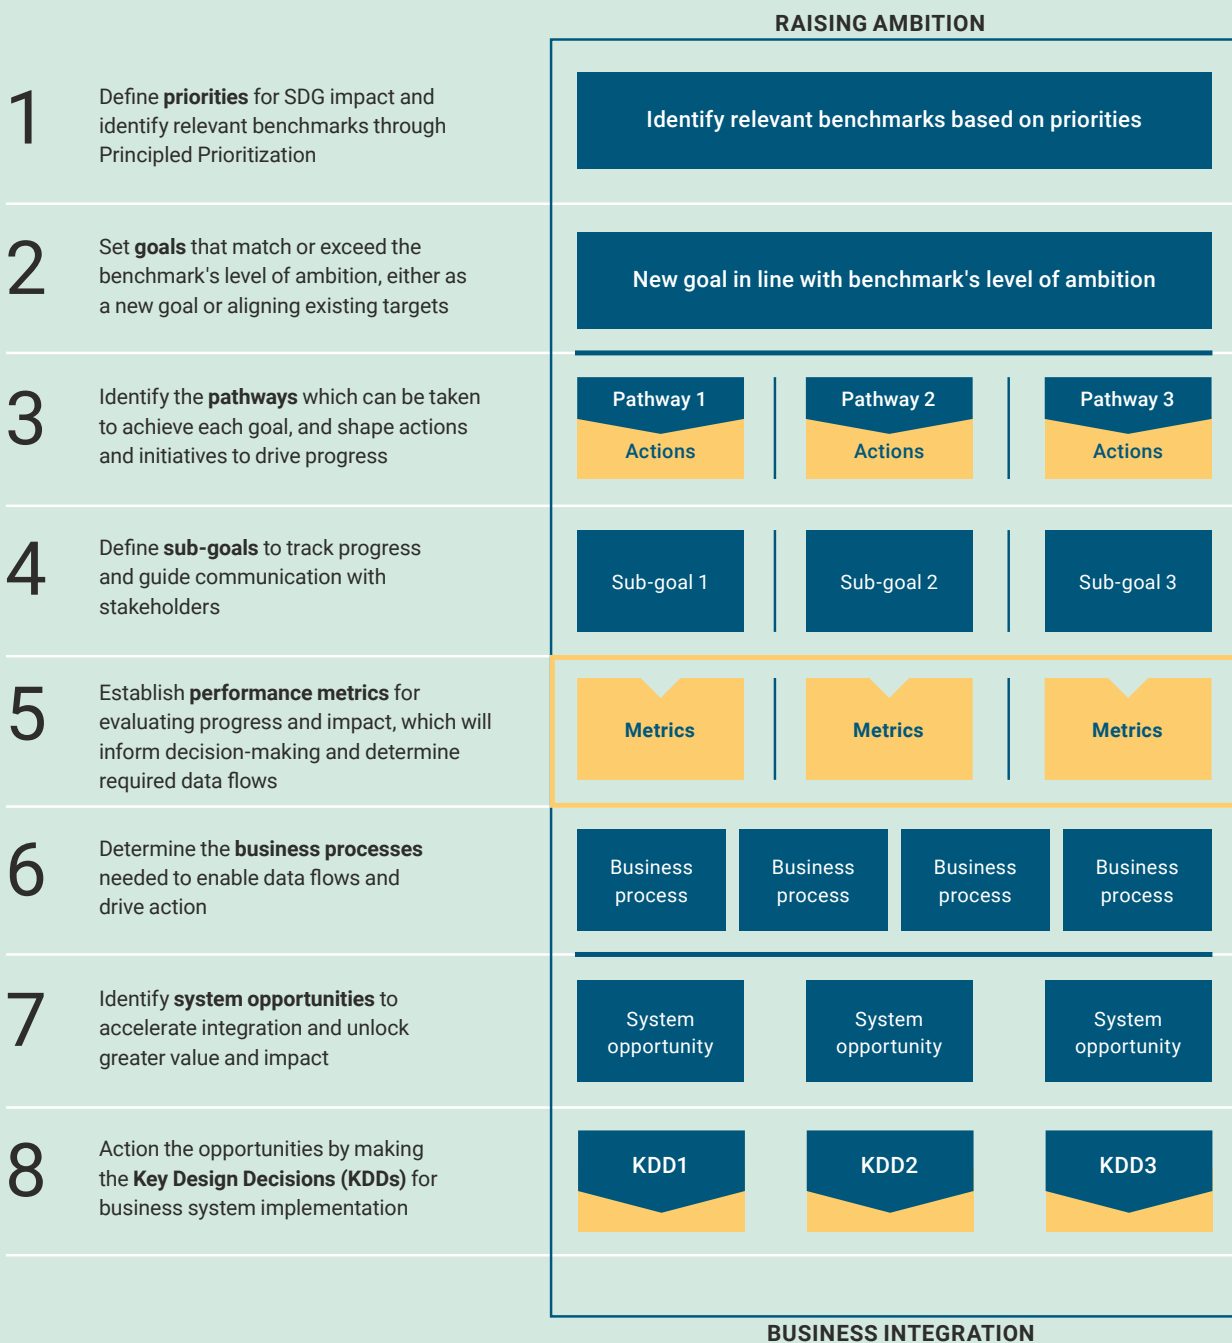 RAISING AMBITION
1
Define priorities for SDG impact and
identify relevant benchmarks through
Principled Prioritization
Identify relevant benchmarks based on priorities
2
Set goals that match or exceed the
benchmark's level of ambition, either as
a new goal or aligning existing targets
New goal in line with benchmark's level of ambition
3
Identify the pathways which can be taken
to achieve each goal, and shape actions
and initiatives to drive progress
Pathway 1
Actions
Pathway 2
Actions
Pathway 3
Actions
4
Define sub-goals to track progress
and guide communication with
stakeholders
Sub-goal 1
Sub-goal 2
Sub-goal 3
5
Establish performance metrics for
evaluating progress and impact, which will
inform decision-making and determine
required data flows
Metrics
Metrics
Metrics
6
Determine the business processes
needed to enable data flows and
drive action
Business
process
Business
process
Business
process
Business
process
7
Identify system opportunities to
accelerate integration and unlock
greater value and impact
System
opportunity
System
opportunity
System
opportunity
8
Action the opportunities by making
the Key Design Decisions (KDDs) for
business system implementation
KDD1
KDD2
KDD3
BUSINESS INTEGRATION